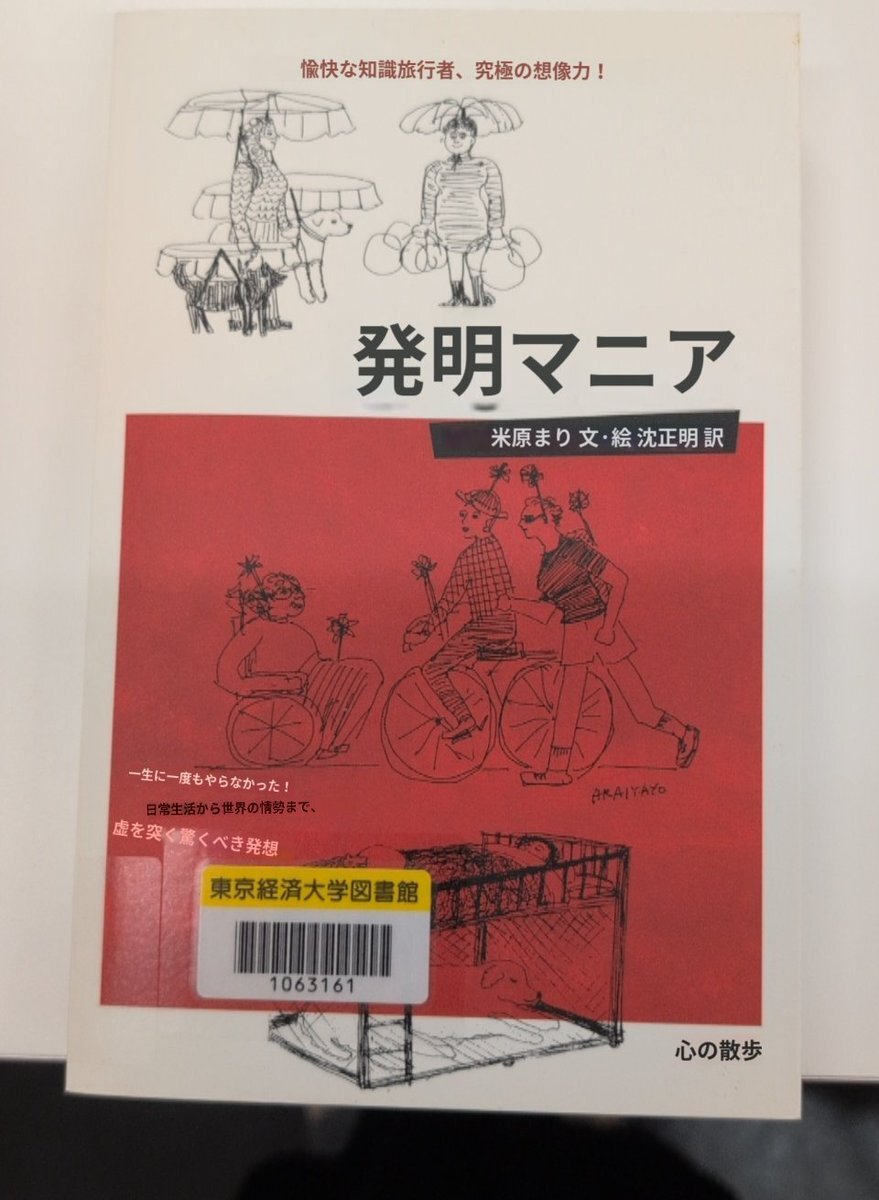 愉快な知識旅行者、究極の想像力！
発明マニア
米原まり 文·絵 沈正明 訳
ARAIYAYO
一生に一度もやらなかった！
日常生活から世界の情勢まで、
虚を突く驚くべき発想
東京経済大学図書館
1063161
心の散歩